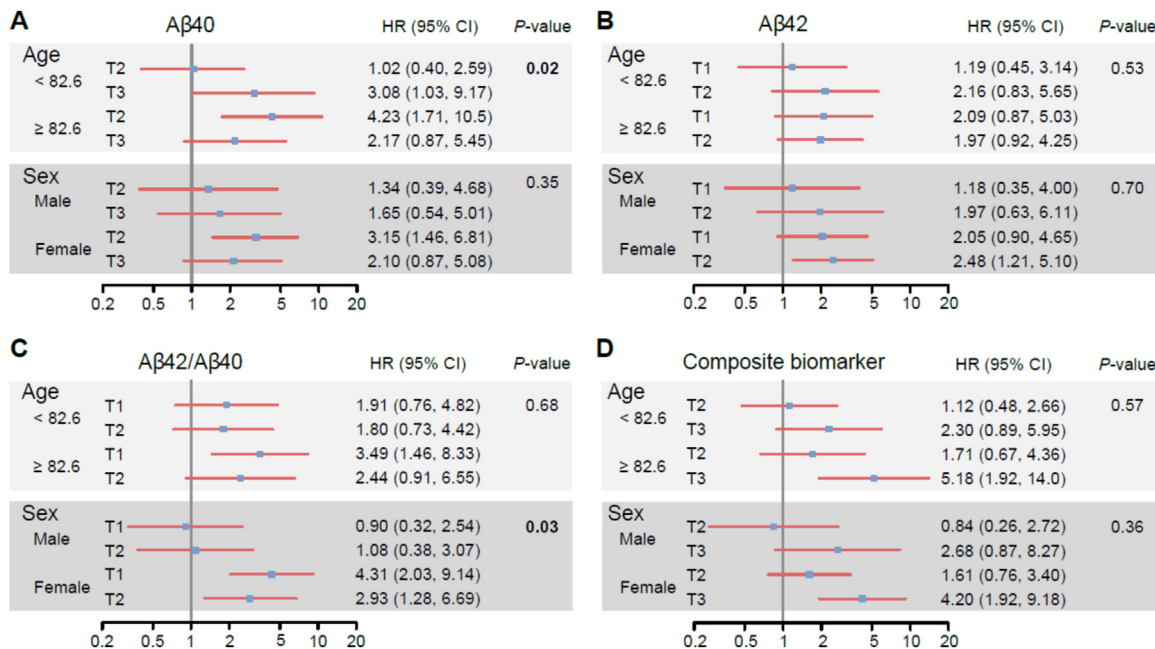 A Aβ40 HR (95% CI) P-value
Age
< 82.6 T2 1.02 (0.40, 2.59) 0.02
T3 3.08 (1.03, 9.17)
≥ 82.6 T2 4.23 (1.71, 10.5)
T3 2.17 (0.87, 5.45)
Sex
Male T2 1.34 (0.39, 4.68) 0.35
T3 1.65 (0.54, 5.01)
Female T2 3.15 (1.46, 6.81)
T3 2.10 (0.87, 5.08)
0.2 0.5 1 2 5 10 20
B Aβ42 HR (95% CI) P-value
Age
< 82.6 T1 1.19 (0.45, 3.14) 0.53
T2 2.16 (0.83, 5.65)
≥ 82.6 T1 2.09 (0.87, 5.03)
T2 1.97 (0.92, 4.25)
Sex
Male T1 1.18 (0.35, 4.00) 0.70
T2 1.97 (0.63, 6.11)
Female T1 2.05 (0.90, 4.65)
T2 2.48 (1.21, 5.10)
0.2 0.5 1 2 5 10 20
C Aβ42/Aβ40 HR (95% CI) P-value
Age
< 82.6 T1 1.91 (0.76, 4.82) 0.68
T2 1.80 (0.73, 4.42)
≥ 82.6 T1 3.49 (1.46, 8.33)
T2 2.44 (0.91, 6.55)
Sex
Male T1 0.90 (0.32, 2.54) 0.03
T2 1.08 (0.38, 3.07)
Female T1 4.31 (2.03, 9.14)
T2 2.93 (1.28, 6.69)
0.2 0.5 1 2 5 10 20
D Composite biomarker HR (95% CI) P-value
Age
< 82.6 T2 1.12 (0.48, 2.66) 0.57
T3 2.30 (0.89, 5.95)
≥ 82.6 T2 1.71 (0.67, 4.36)
T3 5.18 (1.92, 14.0)
Sex
Male T2 0.84 (0.26, 2.72) 0.36
T3 2.68 (0.87, 8.27)
Female T2 1.61 (0.76, 3.40)
T3 4.20 (1.92, 9.18)
0.2 0.5 1 2 5 10 20